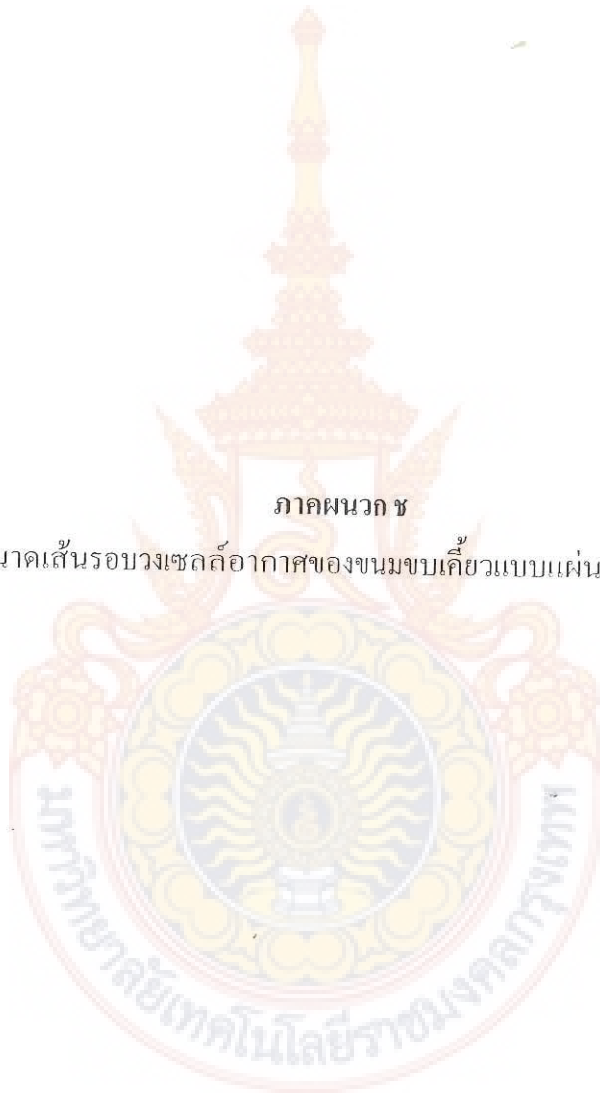 ภาคผนวก ช
นาดเส้นรอบวงเซลล์อากาศของขนมขบเคี้ยวแบบแผ่น
มหาวิทยาลัยเทคโนโลยีราชมงคลกรุงเทพ